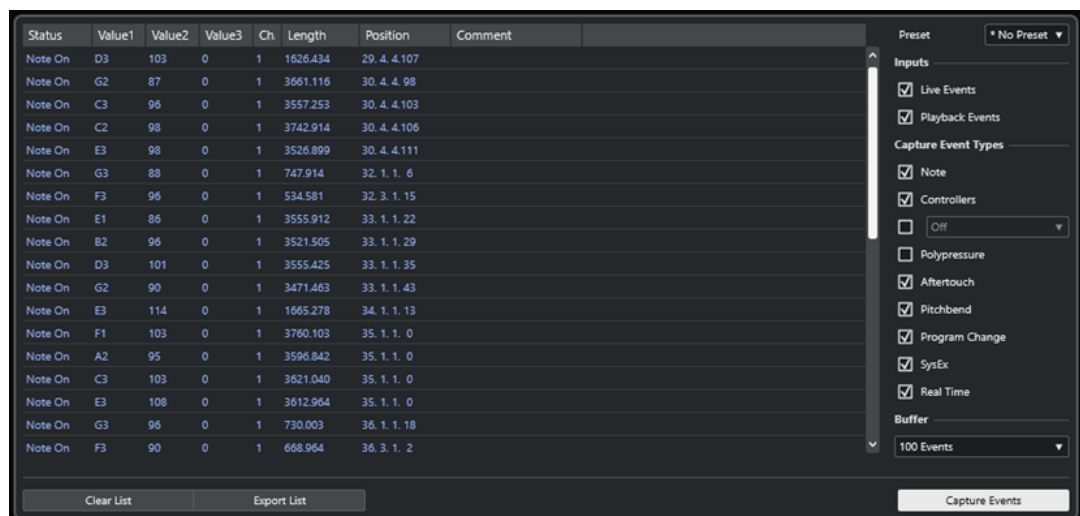 Status Value1 Value2 Value3 Ch. Length Position Comment
Note On D3 103 0 1 1626.434 29. 4. 4.107
Note On G2 87 0 1 3661.116 30. 4. 4. 98
Note On C3 96 0 1 3557.253 30. 4. 4.103
Note On C2 98 0 1 3742.914 30. 4. 4.106
Note On E3 98 0 1 3526.899 30. 4. 4.111
Note On G3 88 0 1 747.914 32. 1. 1. 6
Note On F3 96 0 1 534.581 32. 3. 1. 15
Note On E1 86 0 1 3555.912 33. 1. 1. 22
Note On B2 96 0 1 3521.505 33. 1. 1. 29
Note On D3 101 0 1 3555.425 33. 1. 1. 35
Note On G2 90 0 1 3471.463 33. 1. 1. 43
Note On E3 114 0 1 1665.278 34. 1. 1. 13
Note On F1 103 0 1 3760.103 35. 1. 1. 0
Note On A2 95 0 1 3596.842 35. 1. 1. 0
Note On C3 103 0 1 3621.040 35. 1. 1. 0
Note On E3 108 0 1 3612.964 35. 1. 1. 0
Note On G3 96 0 1 730.003 36. 1. 1. 18
Note On F3 90 0 1 668.964 36. 3. 1. 2
Clear List Export List
Preset * No Preset
Inputs
Live Events
Playback Events
Capture Event Types
Note
Controllers
Off
Polypressure
Aftertouch
Pitchbend
Program Change
SysEx
Real Time
Buffer
100 Events
Capture Events